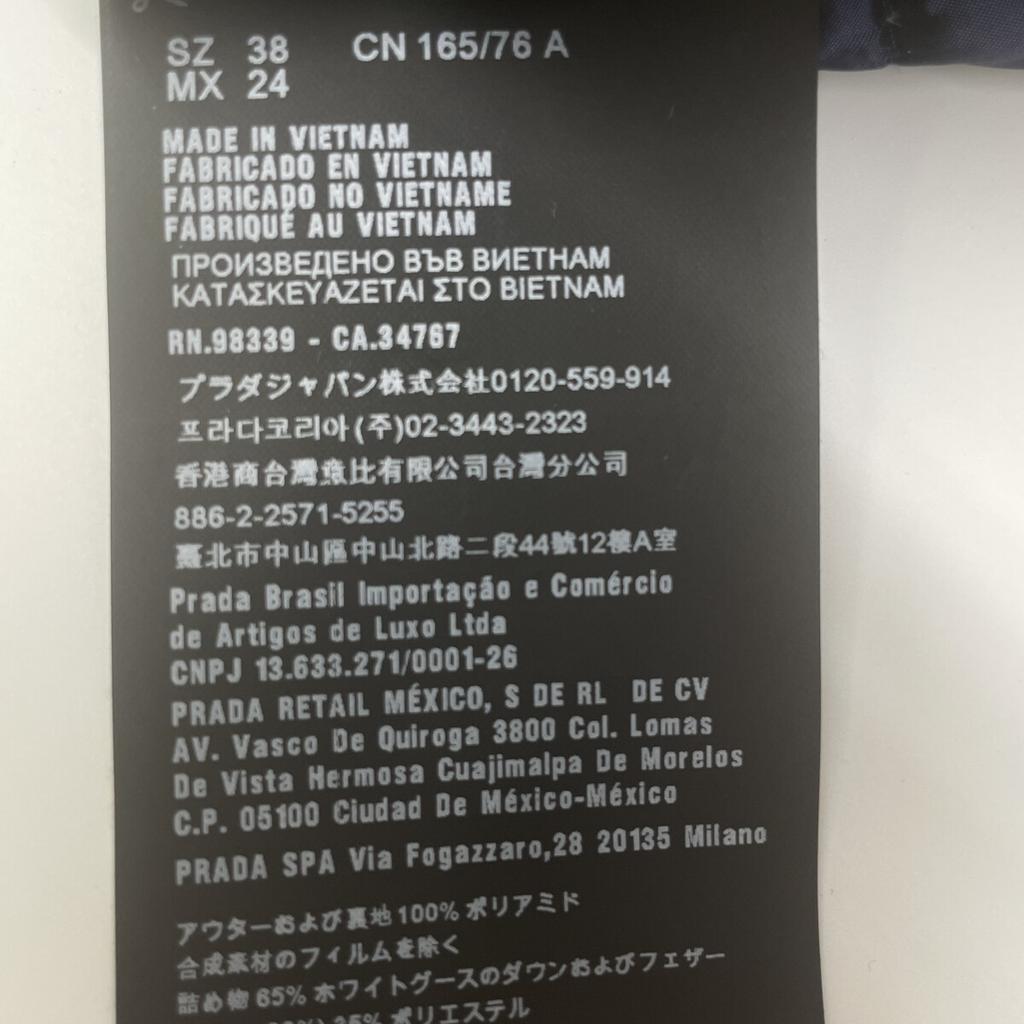 SZ 38 CN 165/76 A
MX 24
MADE IN VIETNAM
FABRICADO EN VIETNAM
FABRICADO NO VIETNAME
FABRIQUÉ AU VIETNAM
ПРОИЗВЕДЕНО ВЪВ ВИЕТНАМ
ΚΑΤΑΣΚΕΥΑΖΕΤΑΙ ΣΤΟ ΒΙΕΤΝΑΜ
RN.98339 - CA.34767
プラダジャパン株式会社0120-559-914
프라다코리아(주)02-3443-2323
香港商台灣意比有限公司台灣分公司
886-2-2571-5255
臺北市中山區中山北路二段44號12樓A室
Prada Brasil Importação e Comércio
de Artigos de Luxo Ltda
CNPJ 13.633.271/0001-26
PRADA RETAIL MÉXICO, S DE RL DE CV
AV. Vasco De Quiroga 3800 Col. Lomas
De Vista Hermosa Cuajimalpa De Morelos
C.P. 05100 Ciudad De México-México
PRADA SPA Via Fogazzaro,28 20135 Milano
アウターおよび裏地100% ポリアミド
合成素材のフィルムを除く
詰め物 65% ホワイトグースのダウンおよびフェザー
35% ポリエステル